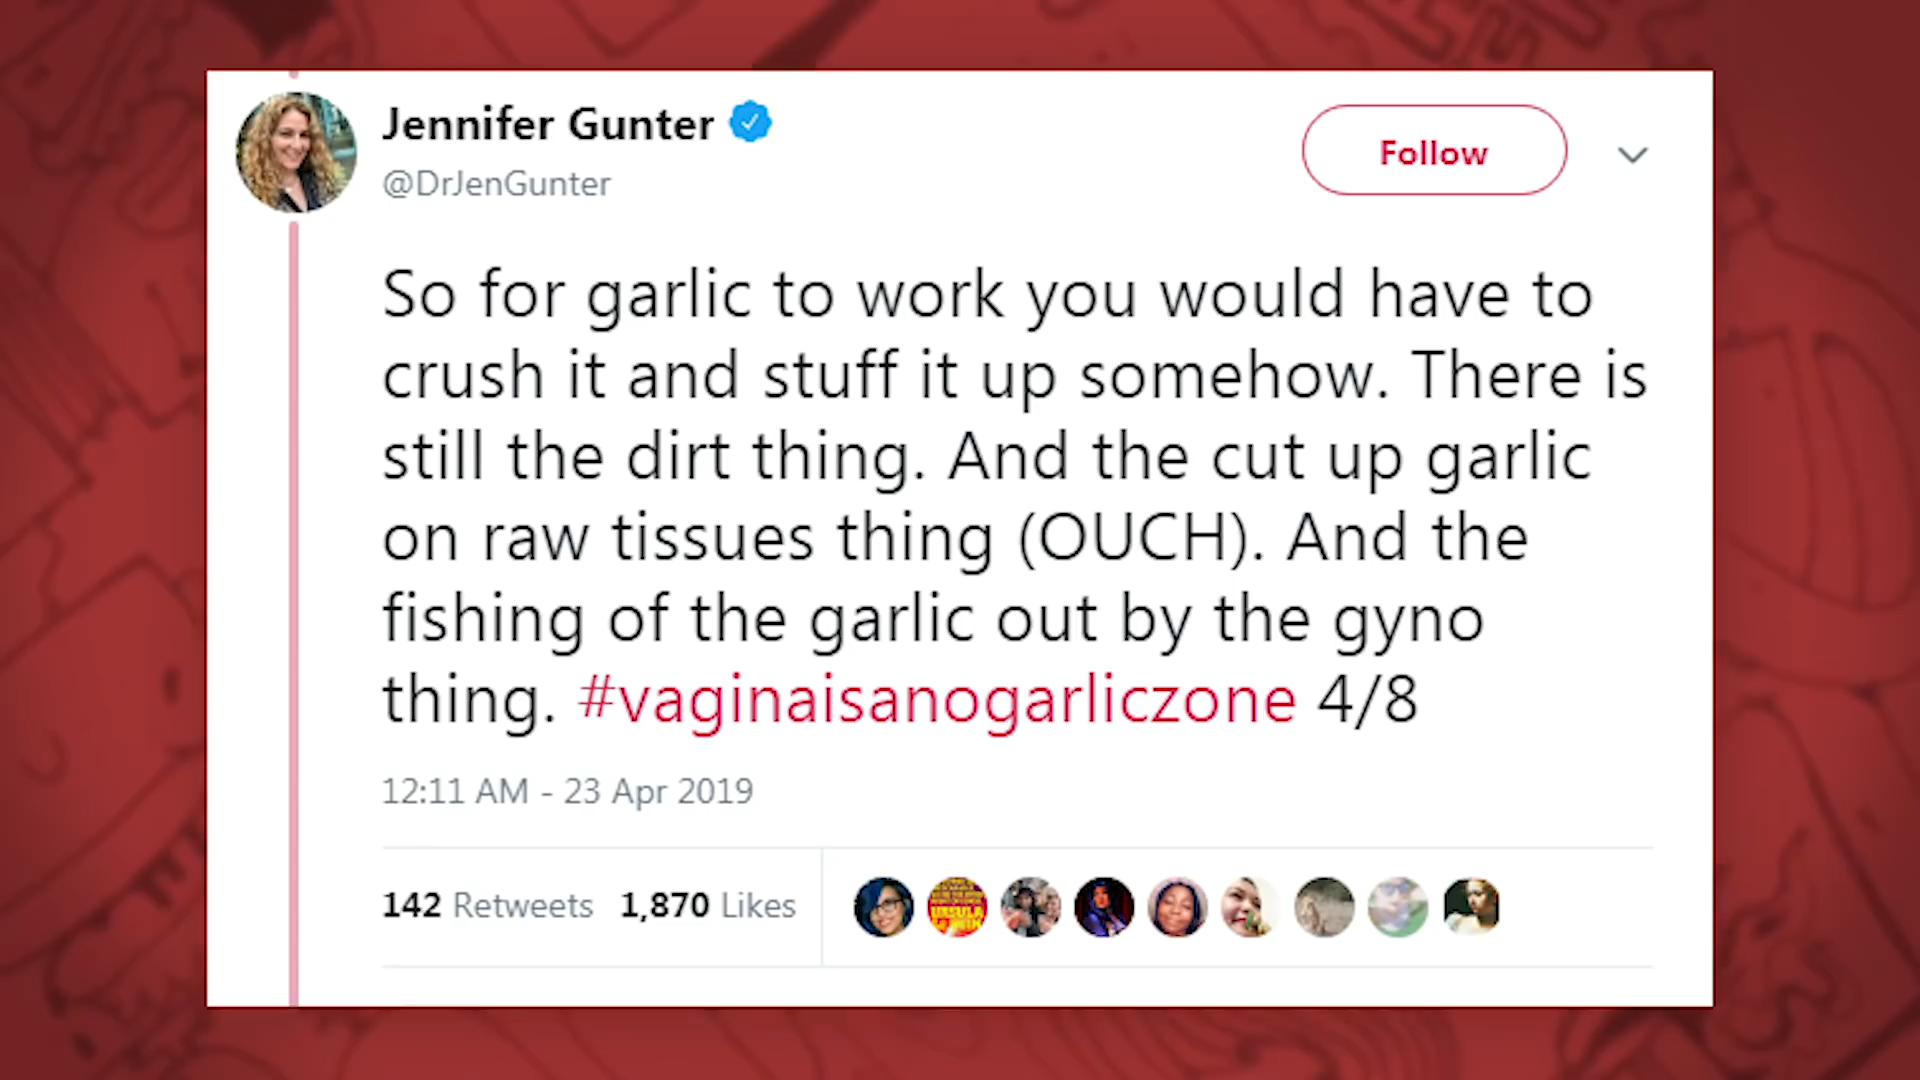 Jennifer Gunter
@DrJenGunter
Follow
So for garlic to work you would have to
crush it and stuff it up somehow. There is
still the dirt thing. And the cut up garlic
on raw tissues thing (OUCH). And the
fishing of the garlic out by the gyno
thing. #vaginaisanogarliczone 4/8
12:11 AM - 23 Apr 2019
142 Retweets 1,870 Likes
URSULA